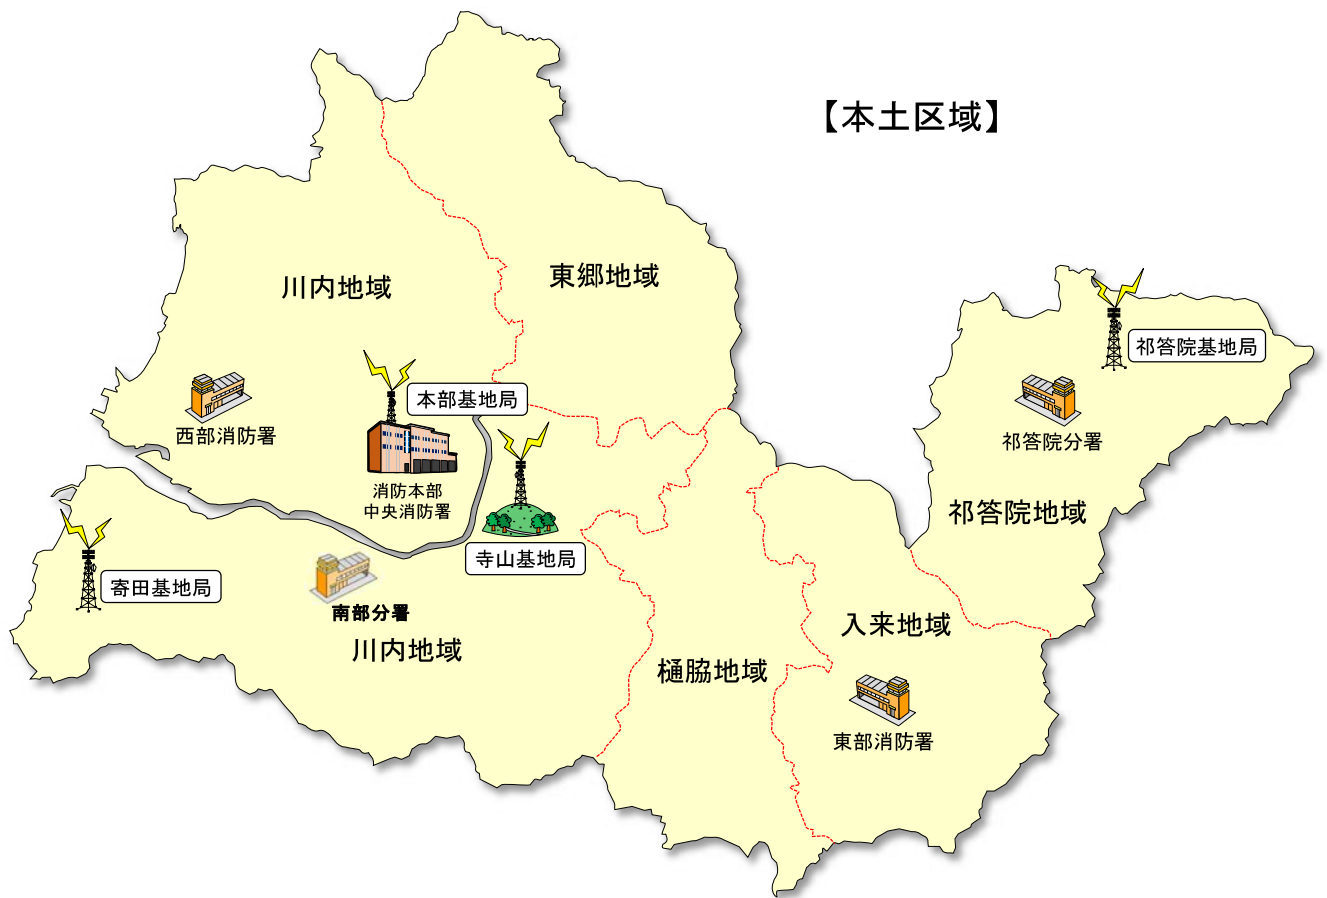 【本土区域】
川内地域
東郷地域
祁答院基地局
本部基地局
西部消防署
祁答院分署
消防本部
中央消防署
祁答院地域
寺山基地局
寄田基地局
南部分署
川内地域
入来地域
樋脇地域
東部消防署